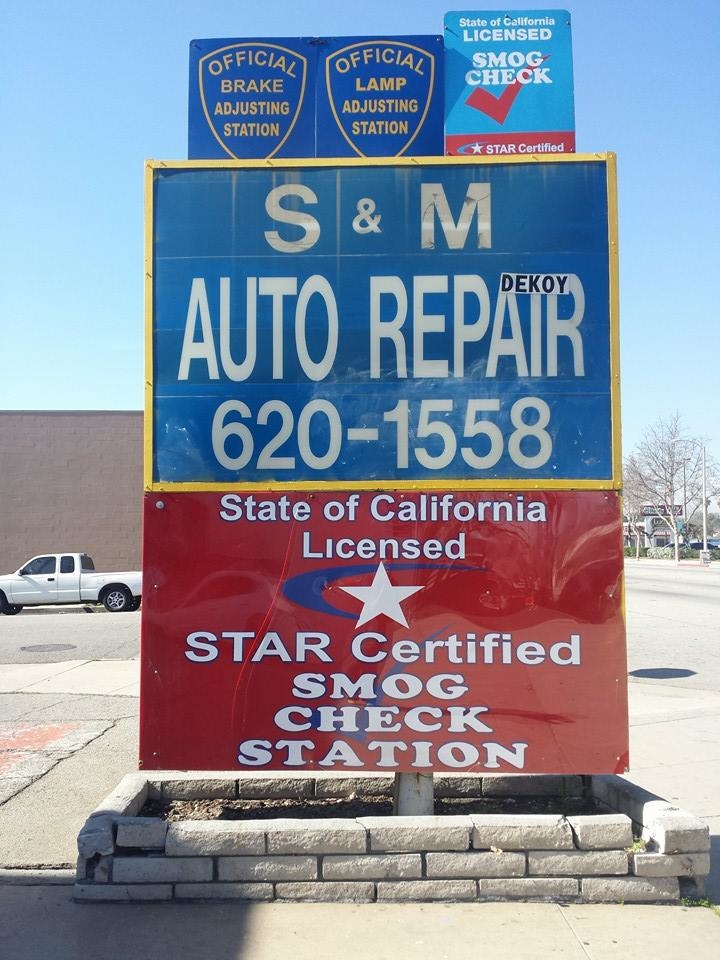 OFFICIAL
BRAKE
ADJUSTING
STATION
OFFICIAL
LAMP
ADJUSTING
STATION
State of California
LICENSED
SMOG
CHECK
STAR Certified
S & M
DEKOY
AUTO REPAIR
620-1558
State of California
Licensed
STAR Certified
SMOG
CHECK
STATION